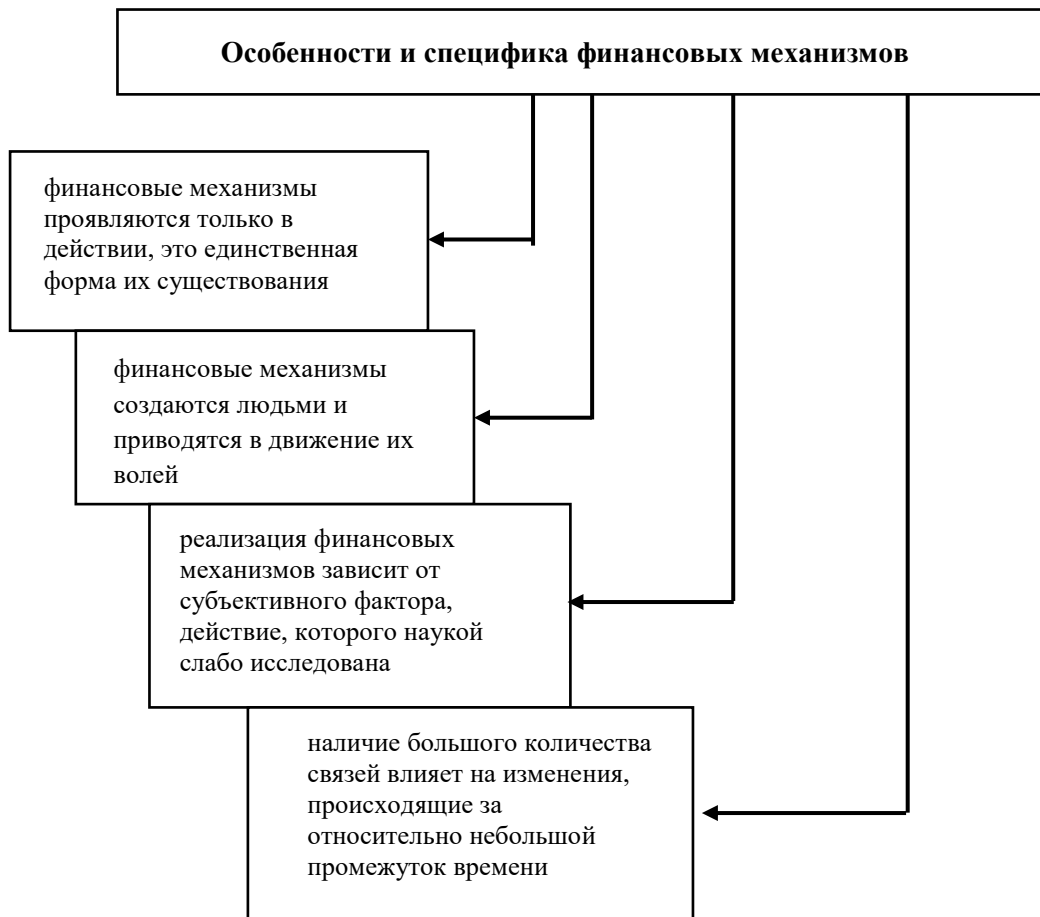 Особенности и специфика финансовых механизмов
финансовые механизмы
проявляются только в
действии, это единственная
форма их существования
финансовые механизмы
создаются людьми и
приводятся в движение их
волей
реализация финансовых
механизмов зависит от
субъективного фактора,
действие, которого наукой
слабо исследована
наличие большого количества
связей влияет на изменения,
происходящие за
относительно небольшой
промежуток времени